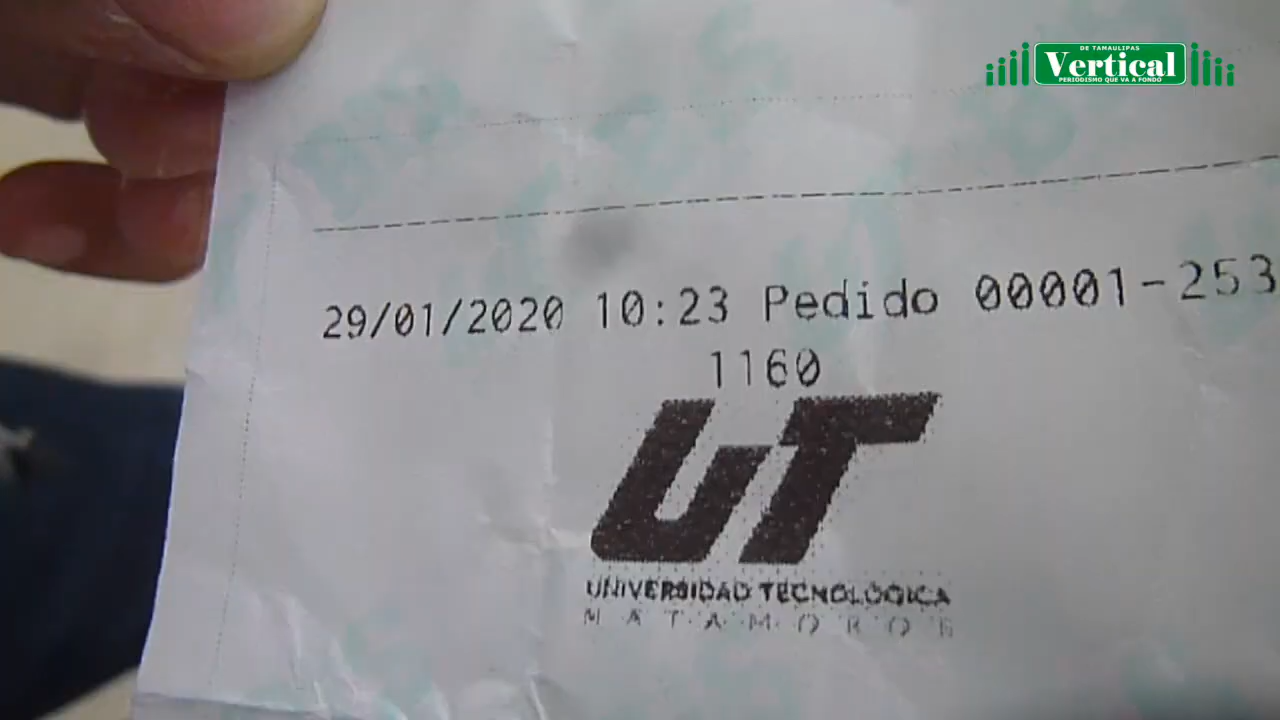 DE TAMAULIPAS
Vertical
PERIODISMO QUE VA A FONDO
29/01/2020 10:23 Pedido 00001-253
1160
UT
UNIVERSIDAD TECNOLOGICA
MATAMOROS